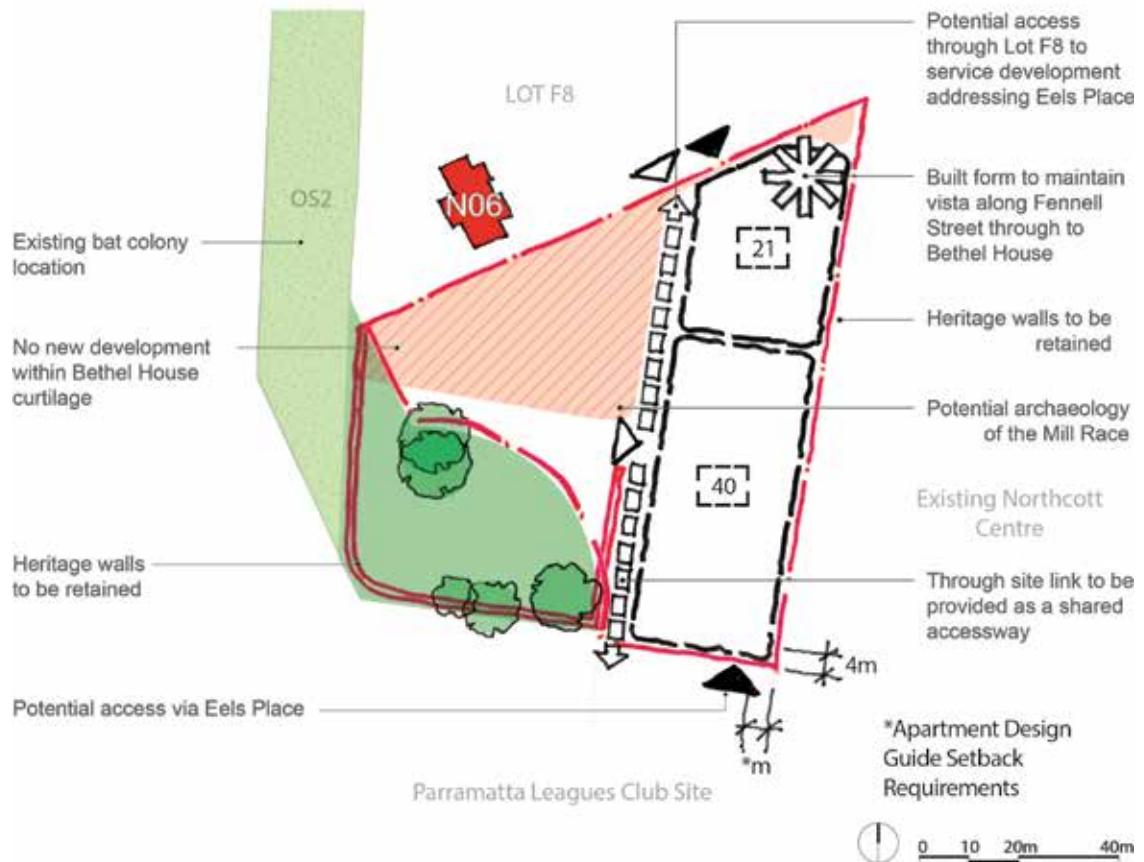 LOT F8
OS2
N06
Existing bat colony
location
No new development
within Bethel House
curtilage
Heritage walls
to be retained
Potential access via Eels Place
Potential access
through Lot F8 to
service development
addressing Eels Place
Built form to maintain
vista along Fennell
Street through to
Bethel House
Heritage walls to be
retained
Potential archaeology
of the Mill Race
Existing Northcott
Centre
Through site link to be
provided as a shared
accessway
21
40
4m
*m
*Apartment Design
Guide Setback
Requirements
Parramatta Leagues Club Site
0 10 20m 40m